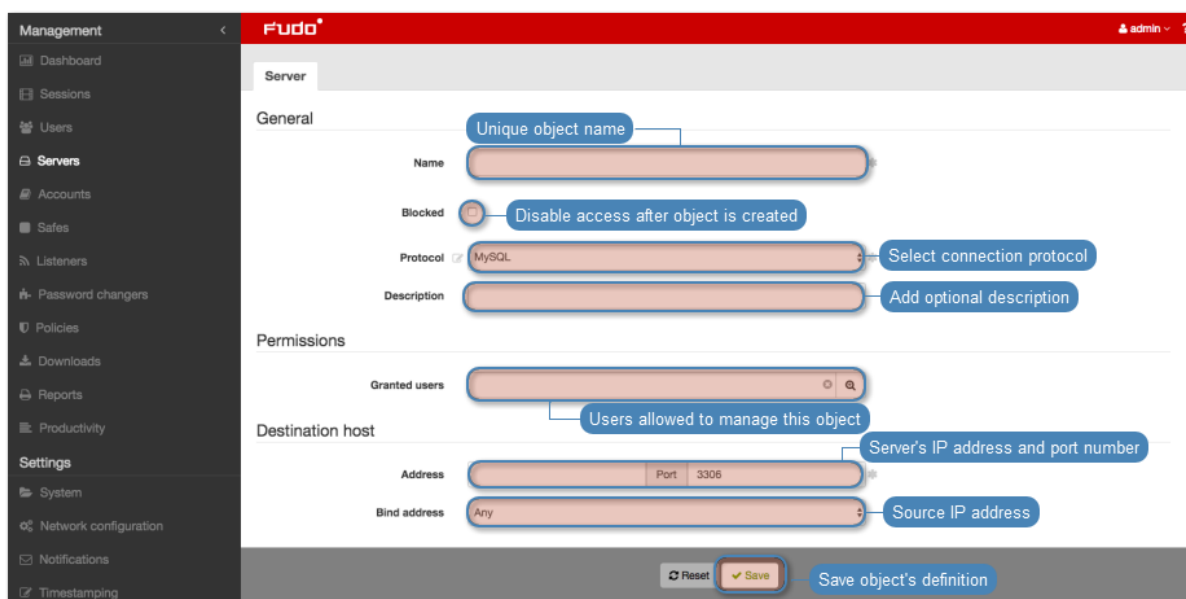 Management
Fudo
admin
?
Dashboard
Sessions
Users
Servers
Accounts
Safes
Listeners
Password changers
Policies
Downloads
Reports
Productivity
Settings
System
Network configuration
Notifications
Timestamping
Server
General
Unique object name
Name
Blocked
Disable access after object is created
Protocol
MySQL
Select connection protocol
Description
Add optional description
Permissions
Granted users
Users allowed to manage this object
Destination host
Server's IP address and port number
Address
Port 3306
Bind address
Any
Source IP address
Reset
Save
Save object's definition